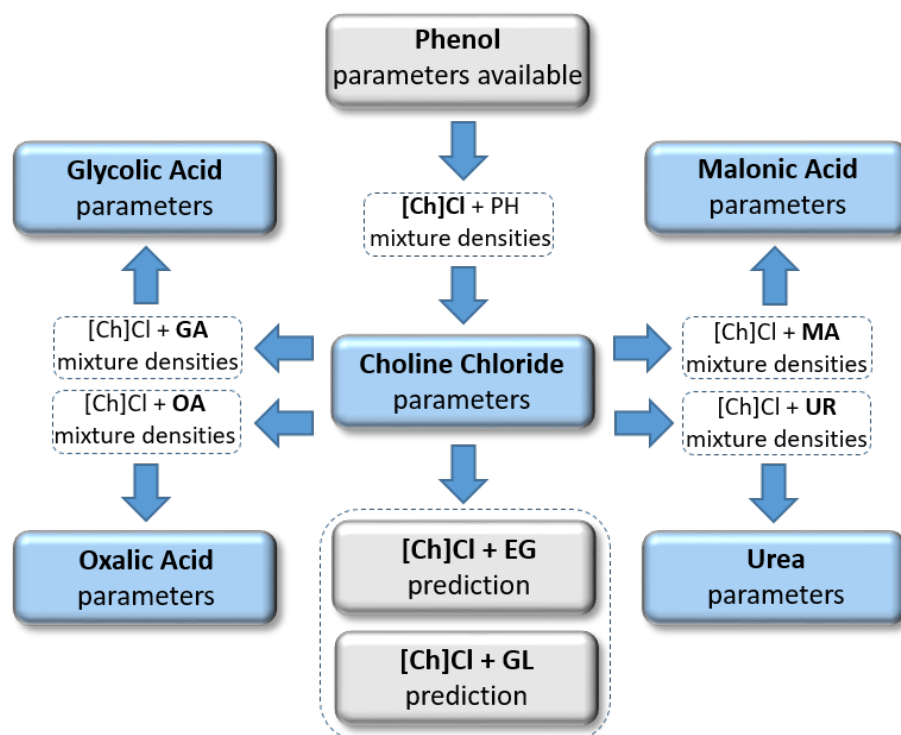 Phenol
parameters available
Glycolic Acid
parameters
Malonic Acid
parameters
[Ch]Cl + PH
mixture densities
[Ch]Cl + GA
mixture densities
[Ch]Cl + MA
mixture densities
Choline Chloride
parameters
[Ch]Cl + OA
mixture densities
[Ch]Cl + UR
mixture densities
Oxalic Acid
parameters
[Ch]Cl + EG
prediction
Urea
parameters
[Ch]Cl + GL
prediction